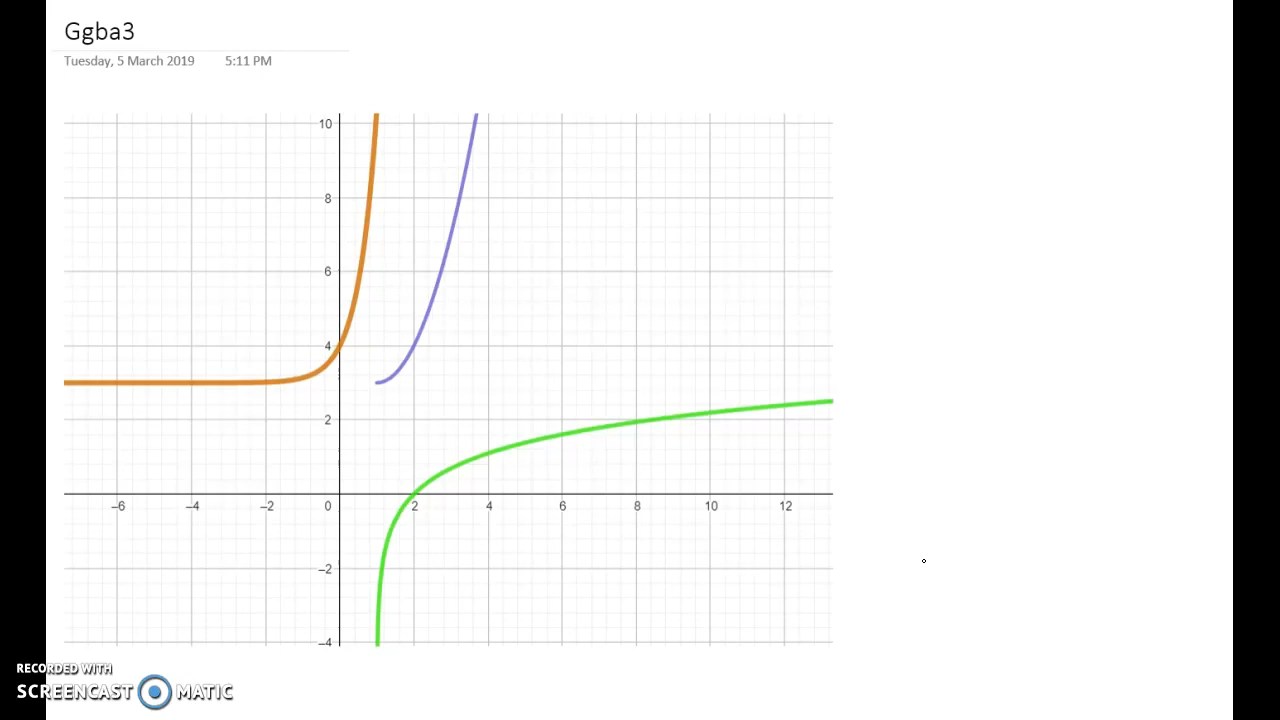 Ggba3
Tuesday, 5 March 2019 5:11 PM
10
8
6
4
2
–6 –4 –2 0 2 4 6 8 10 12
–2
–4
RECORDED WITH
SCREENCAST MATIC